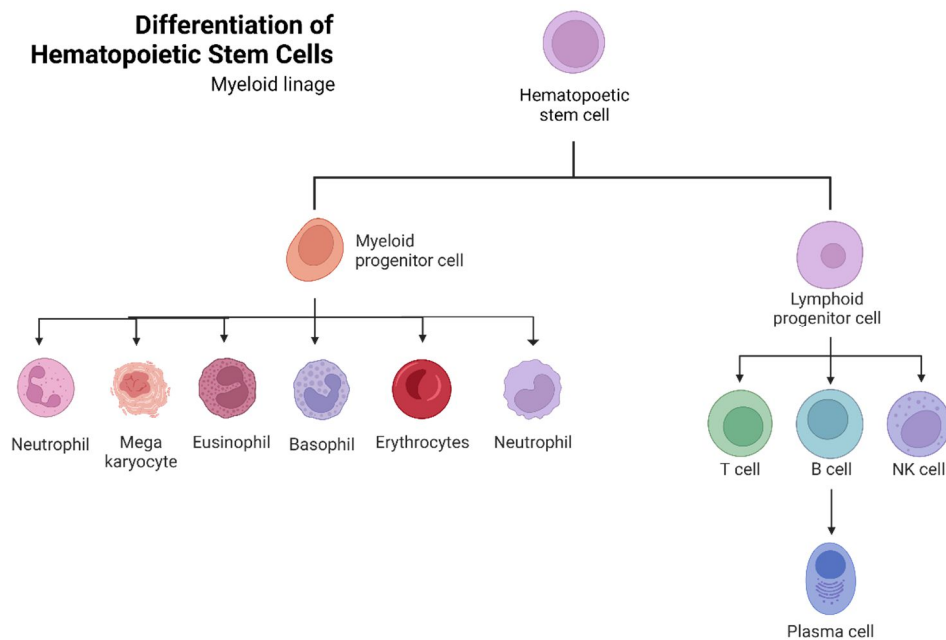 Differentiation of
Hematopoietic Stem Cells
Myeloid linage
Hematopoetic
stem cell
Myeloid
progenitor cell
Lymphoid
progenitor cell
Neutrophil
Mega
karyocyte
Eusinophil
Basophil
Erythrocytes
Neutrophil
T cell
B cell
NK cell
Plasma cell